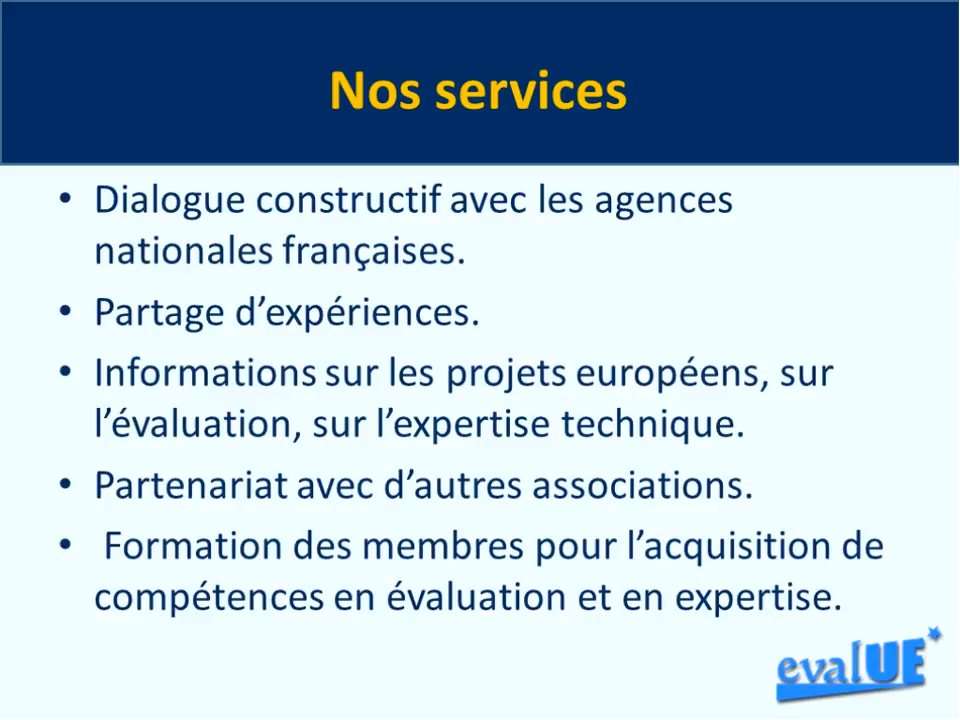 Nos services
• Dialogue constructif avec les agences
nationales françaises.
• Partage d’expériences.
• Informations sur les projets européens, sur
l’évaluation, sur l’expertise technique.
• Partenariat avec d’autres associations.
• Formation des membres pour l’acquisition de
compétences en évaluation et en expertise.
evalUE